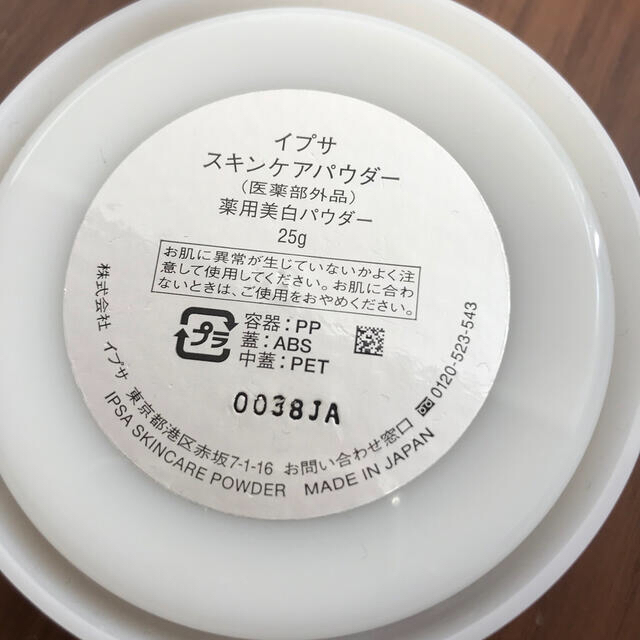 イプサ
スキンケアパウダー
（医薬部外品）
薬用美白パウダー
25g
お肌に異常が生じていないかよく注
意して使用してください。お肌に合わ
ないときは、ご使用をおやめください。
プラ
容器：PP
蓋：ABS
中蓋：PET
0038JA
株式会社 イプサ 東京都港区赤坂7-1-16 お問い合わせ窓口 0120-523-543
IPSA SKINCARE POWDER MADE IN JAPAN